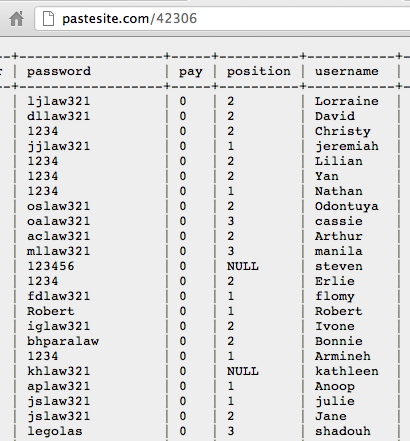 pastesite.com/42306
r | password | pay | position | username |
ljlaw321 | 0 | 2 | Lorraine
dllaw321 | 0 | 2 | David
1234 | 0 | 2 | Christy
jjlaw321 | 0 | 1 | jeremiah
1234 | 0 | 2 | Lilian
1234 | 0 | 2 | Yan
1234 | 0 | 1 | Nathan
oslaw321 | 0 | 2 | Odontuya
oalaw321 | 0 | 3 | cassie
aclaw321 | 0 | 2 | Arthur
mllaw321 | 0 | 3 | manila
123456 | 0 | NULL | steven
1234 | 0 | 2 | Erlie
fdlaw321 | 0 | 1 | flomy
Robert | 0 | 1 | Robert
iglaw321 | 0 | 2 | Ivone
bhparalaw | 0 | 2 | Bonnie
1234 | 0 | 1 | Armineh
khlaw321 | 0 | NULL | kathleen
aplaw321 | 0 | 1 | Anoop
jslaw321 | 0 | 1 | julie
jslaw321 | 0 | 2 | Jane
legolas | 0 | 3 | shadouh